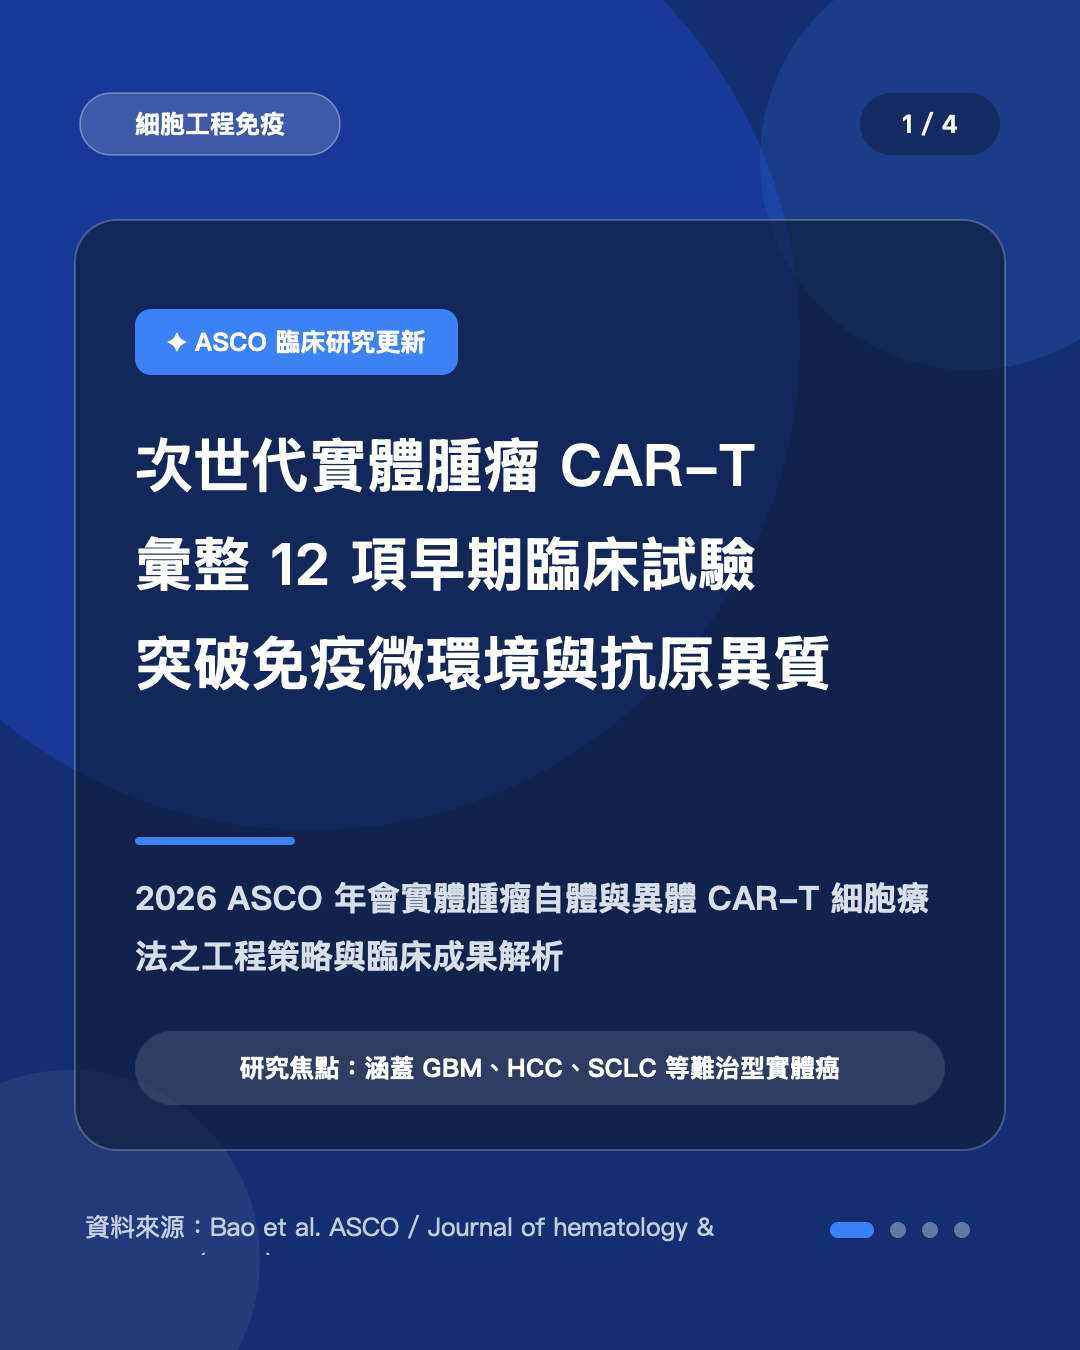 細胞工程免疫
1 / 4
✦ ASCO 臨床研究更新
次世代實體腫瘤 CAR-T
彙整 12 項早期臨床試驗
突破免疫微環境與抗原異質
2026 ASCO 年會實體腫瘤自體與異體 CAR-T 細胞療
法之工程策略與臨床成果解析
研究焦點：涵蓋 GBM、HCC、SCLC 等難治型實體癌
資料來源：Bao et al. ASCO / Journal of hematology &